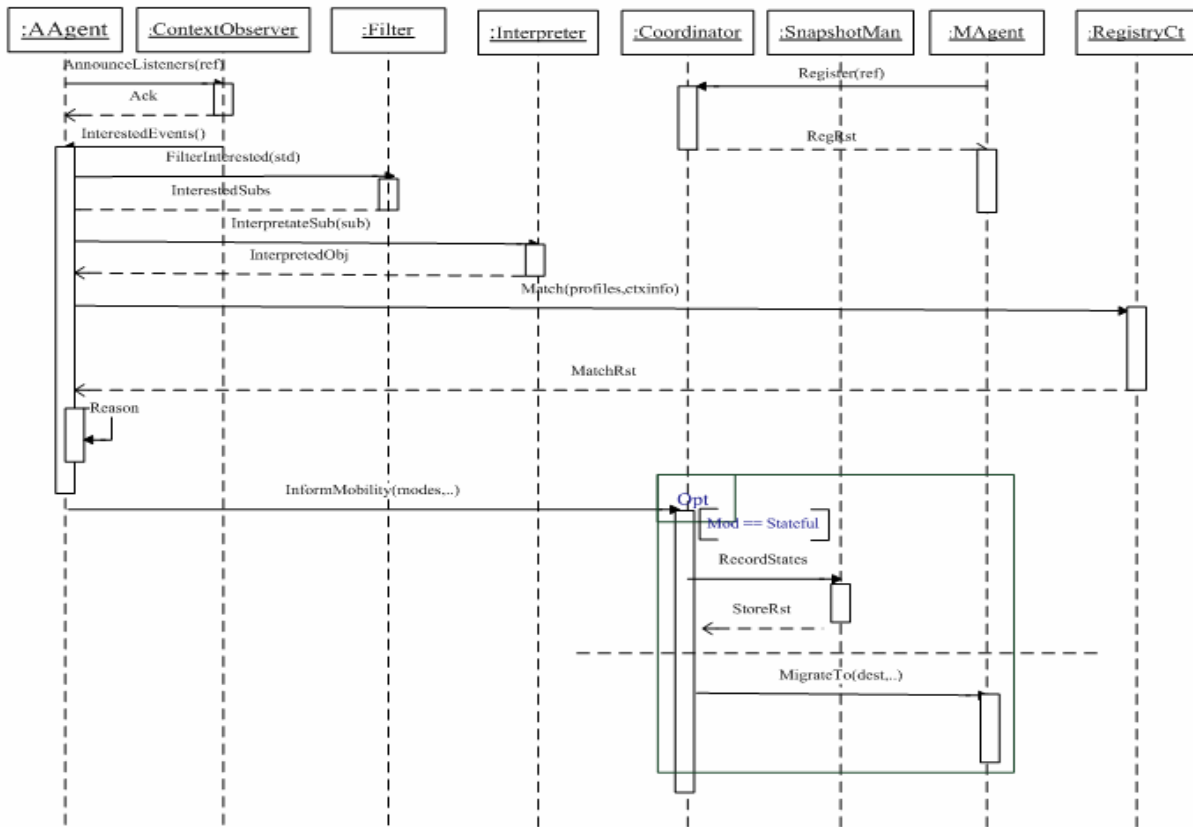 :AAgent
:ContextObserver
:Filter
:Interpreter
:Coordinator
:SnapshotMan
:MAgent
:RegistryCt
AnnounceListeners(ref)
Register(ref)
Ack
InterestedEvents()
RegRst
FilterInterested(std)
InterestedSubs
InterpretateSub(sub)
InterpretedObj
Match(profiles,ctxinfo)
MatchRst
Reason
InformMobility(modes,..)
Opt
Mod == Stateful
RecordStates
StoreRst
MigrateTo(dest,..)